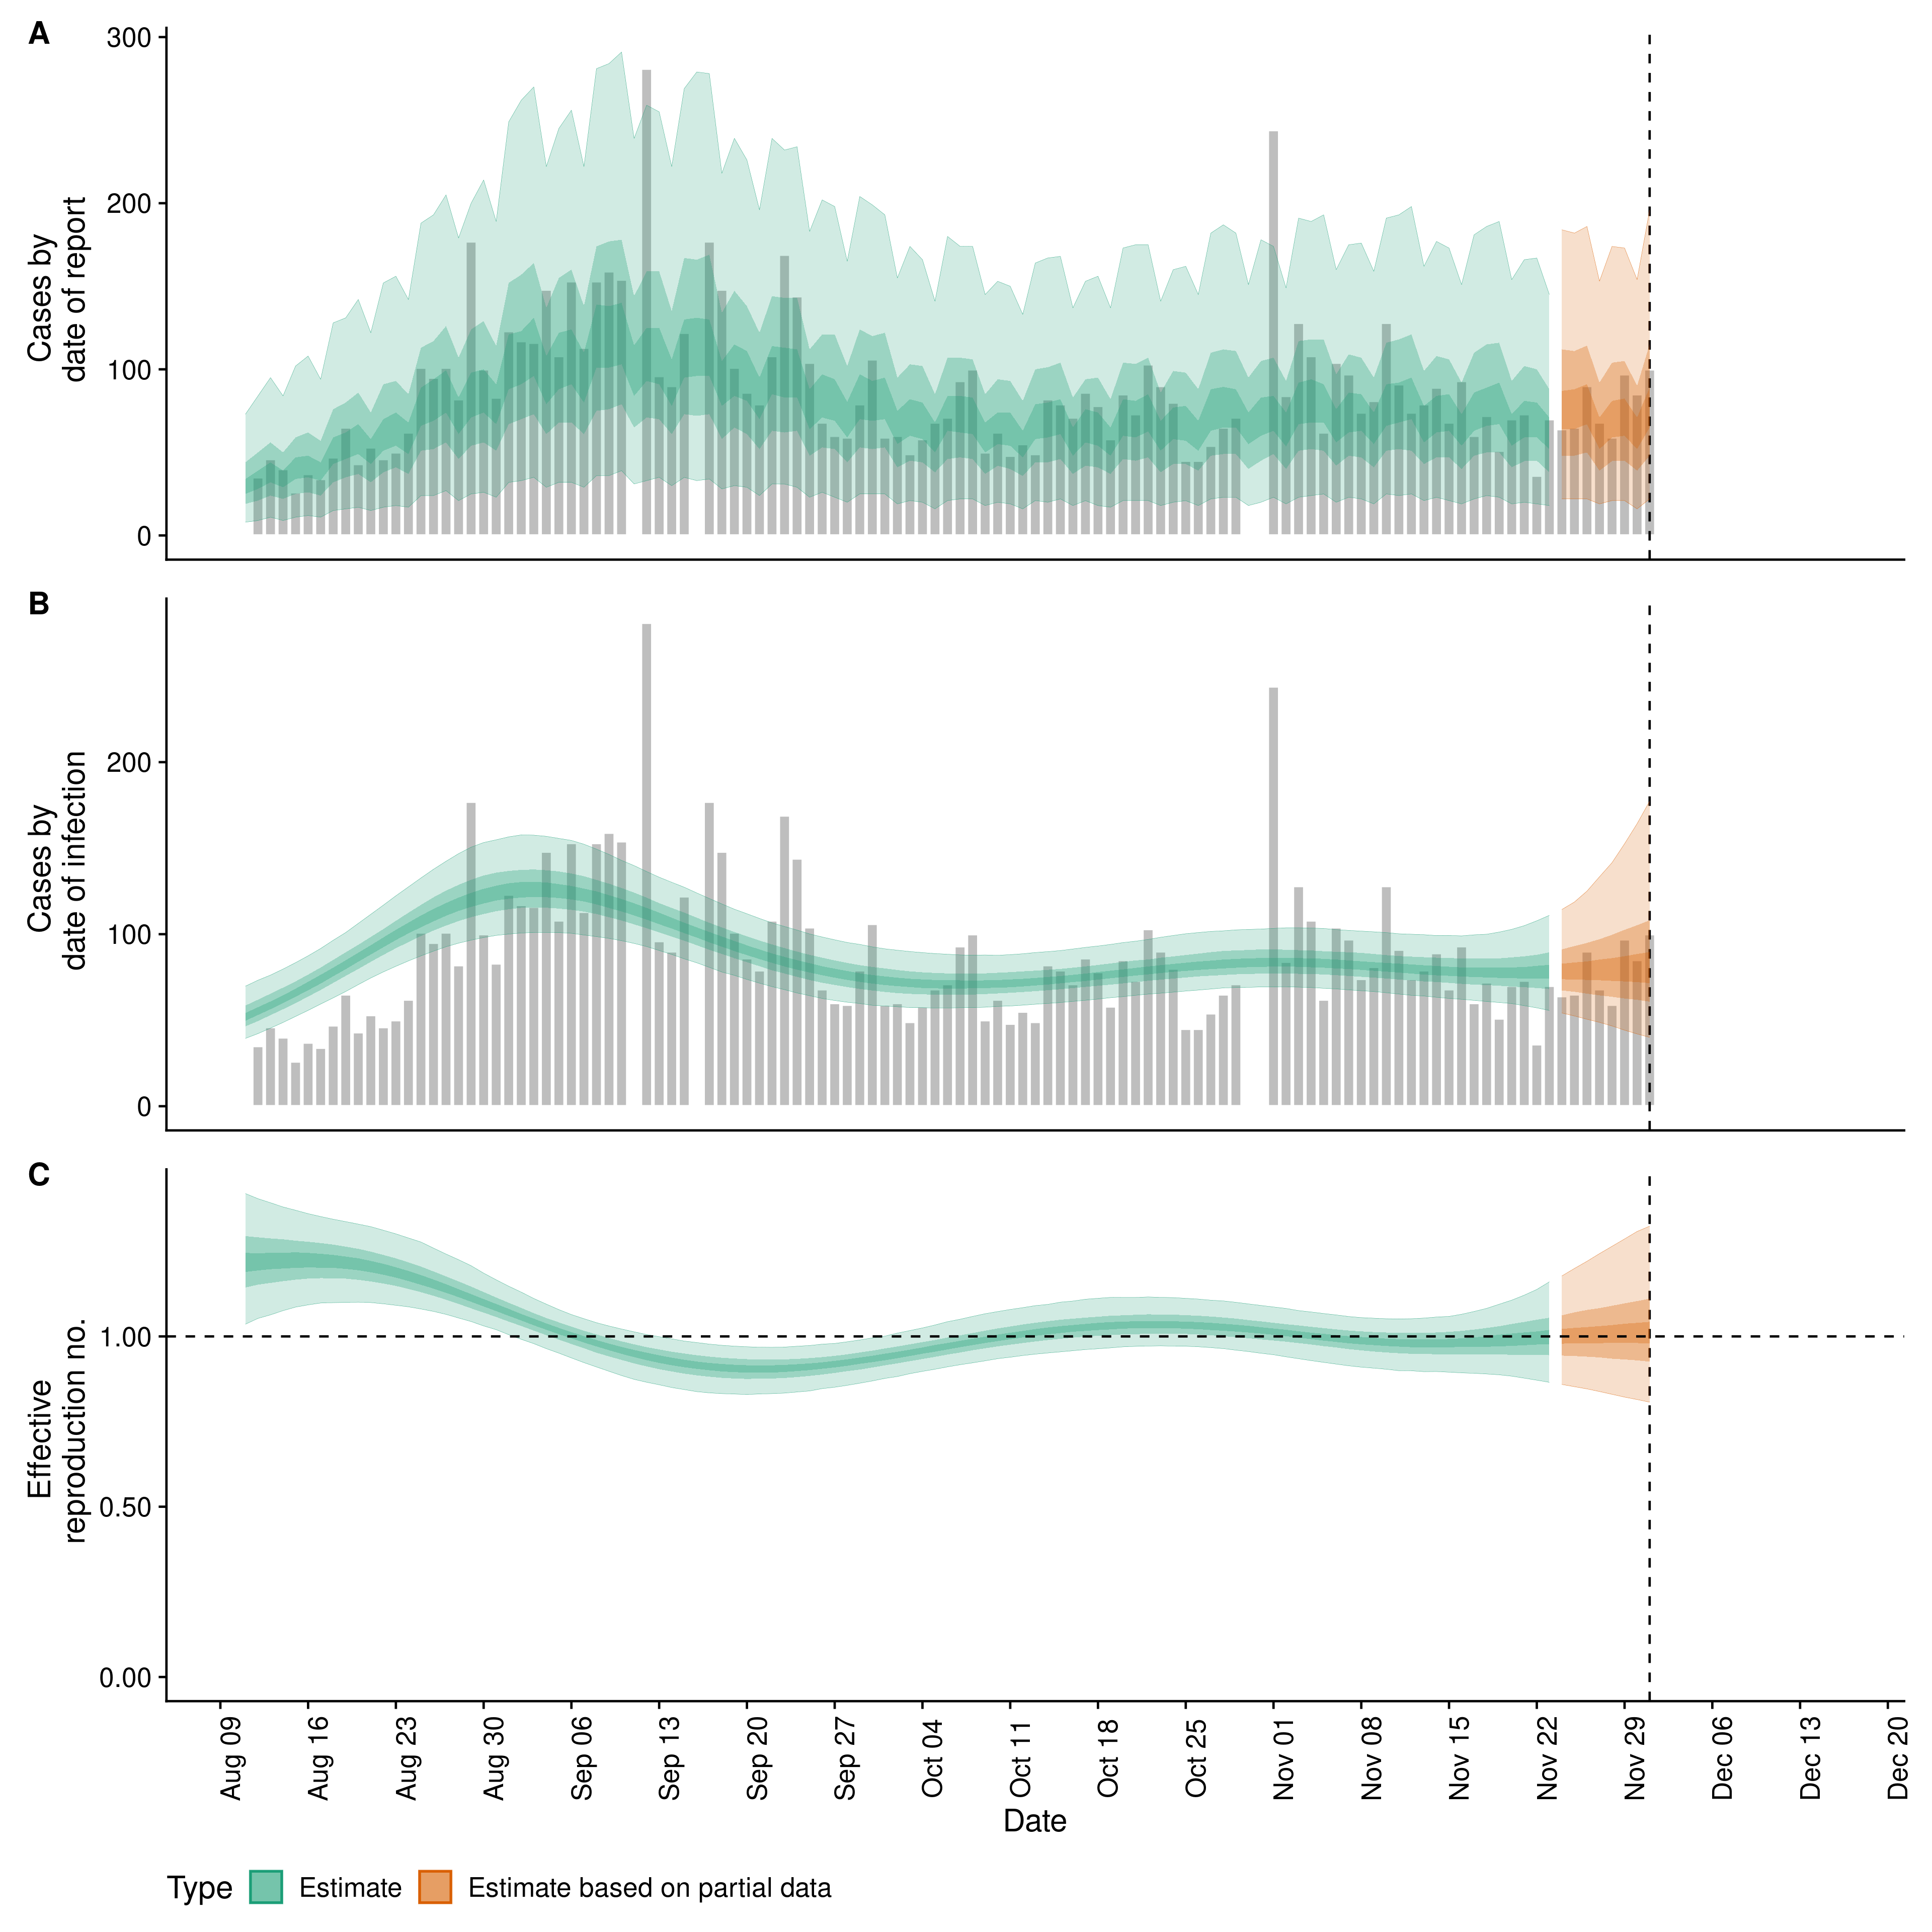 A
300
200
100
0
Cases by
date of report
B
200
100
0
Cases by
date of infection
C
1.00
0.50
0.00
Effective
reproduction no.
Aug 09
Aug 16
Aug 23
Aug 30
Sep 06
Sep 13
Sep 20
Sep 27
Oct 04
Oct 11
Oct 18
Oct 25
Nov 01
Nov 08
Nov 15
Nov 22
Nov 29
Dec 06
Dec 13
Dec 20
Date
Type Estimate Estimate based on partial data